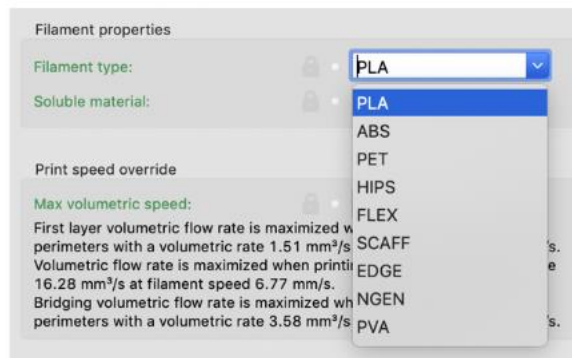 Filament properties
Filament type:
PLA
Soluble material:
PLA
ABS
PET
HIPS
FLEX
SCAFF
EDGE
NGEN
PVA
Print speed override
Max volumetric speed:
First layer volumetric flow rate is maximized
perimeters with a volumetric rate 1.51 mm³/s s.
Volumetric flow rate is maximized when e
16.28 mm³/s at filament speed 6.77 mm/s.
Bridging volumetric flow rate is maximized
perimeters with a volumetric rate 3.58 mm³/s s.